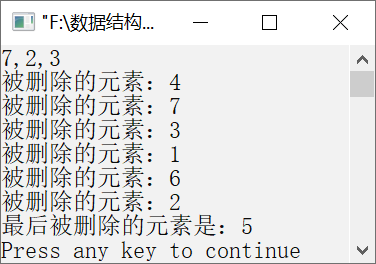 "F:\数据结构...
7,2,3
被删除的元素：4
被删除的元素：7
被删除的元素：3
被删除的元素：1
被删除的元素：6
被删除的元素：2
最后被删除的元素是：5
Press any key to continue